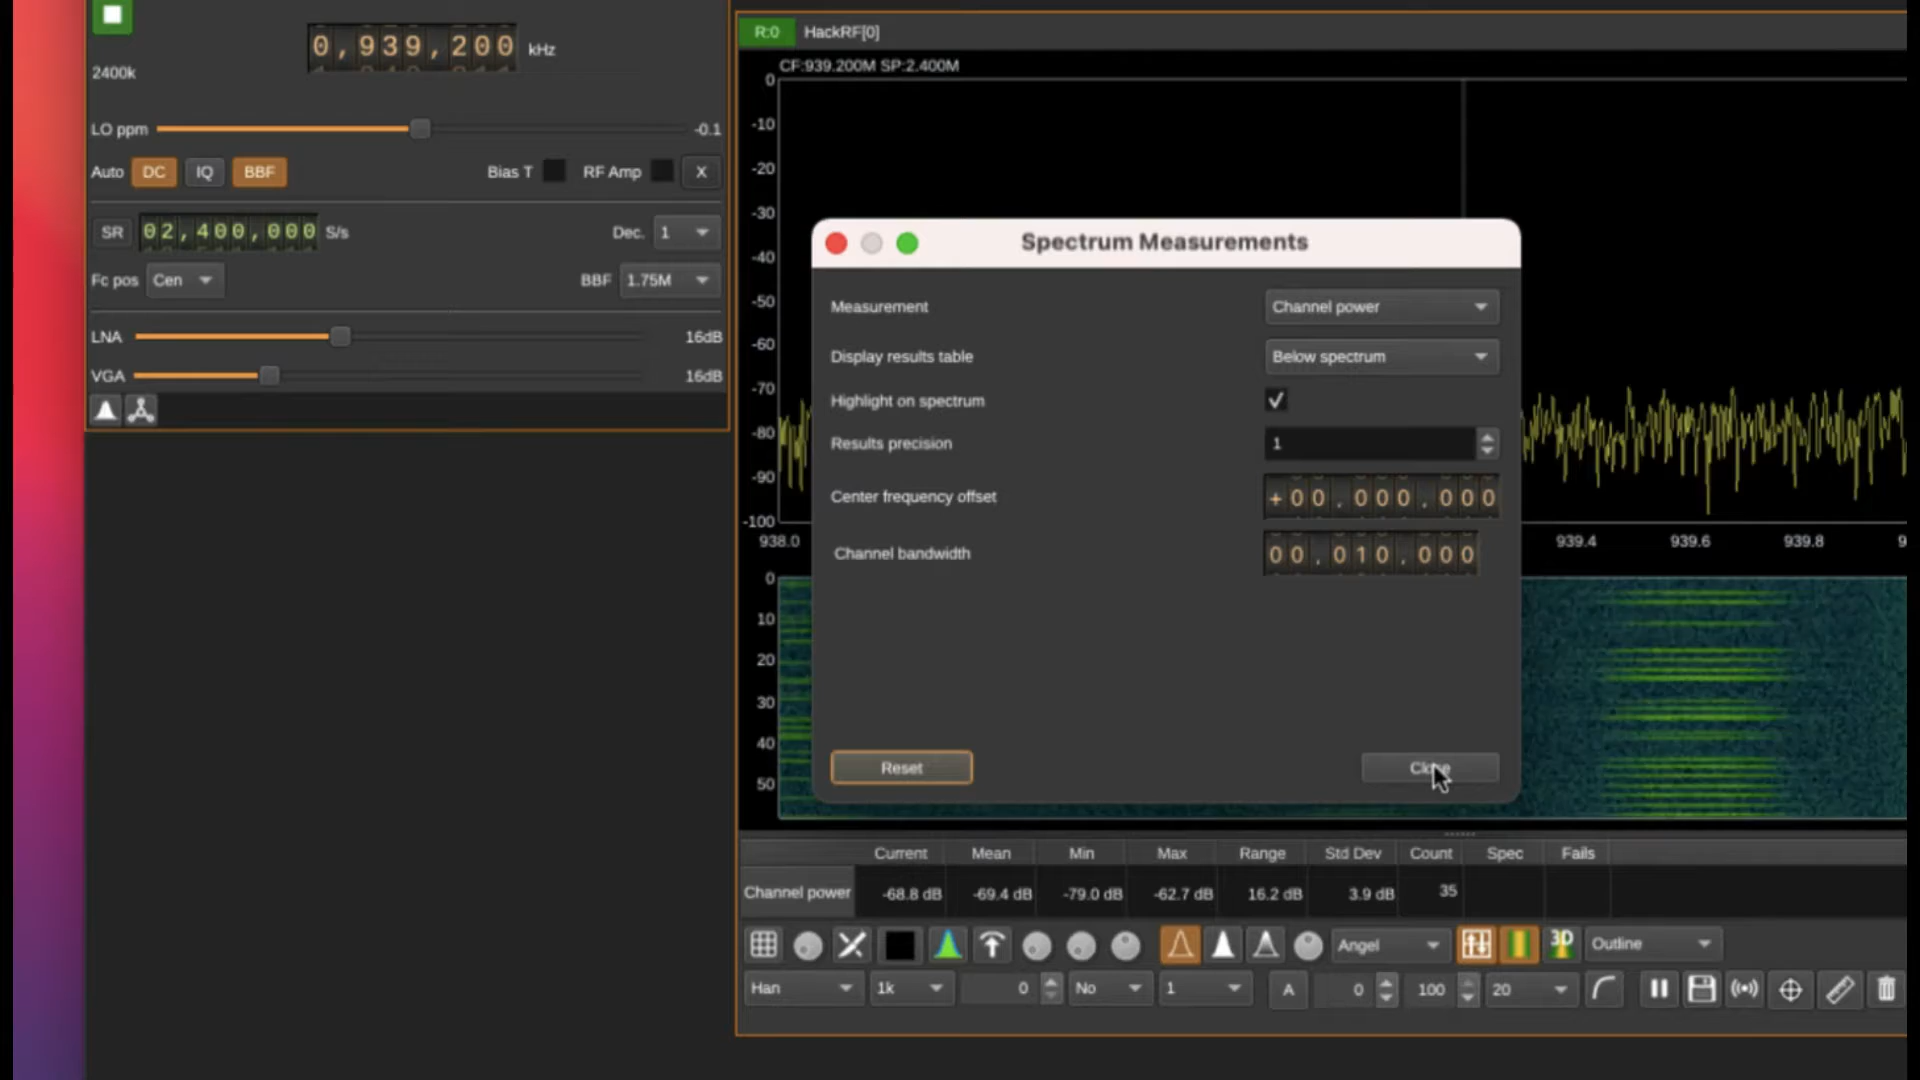 0,939,200 kHz
2400k
LO ppm -0.1
Auto DC IQ BBF Bias T RF Amp X
SR 02,400,000 S/s Dec. 1
Fc pos Cen BBF 1.75M
LNA 16dB
VGA 16dB
R:0 HackRF[0]
CF:939.200M SP:2.400M
0
-10
-20
-30
-40
-50
-60
-70
-80
-90
-100
938.0 939.4 939.6 939.8 9
0
10
20
30
40
50
Spectrum Measurements
Measurement Channel power
Display results table Below spectrum
Highlight on spectrum
Results precision 1
Center frequency offset +00,000,000
Channel bandwidth 00,010,000
Reset Close
Current Mean Min Max Range Std Dev Count Spec Fails
Channel power -68.8 dB -69.4 dB -79.0 dB -62.7 dB 16.2 dB 3.9 dB 35
Angel 3D Outline
Han 1k 0 No 1 A 0 100 20